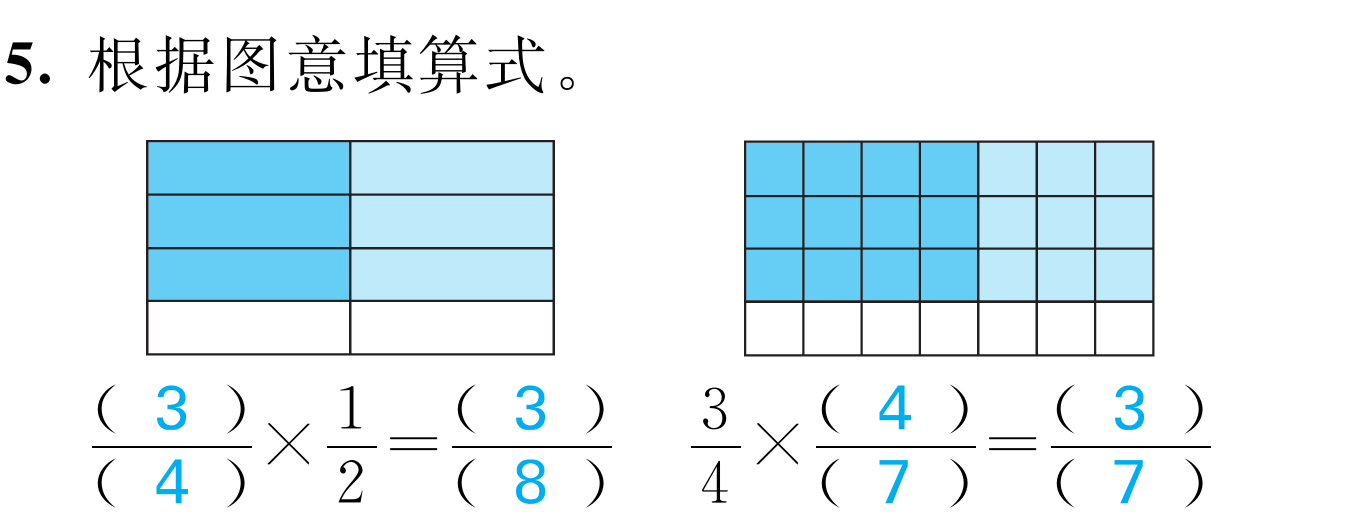 5. 根据图意填算式。
( 3 )/( 4 ) × 1/2 = ( 3 )/( 8 )  3/4 × ( 4 )/( 7 ) = ( 3 )/( 7 )